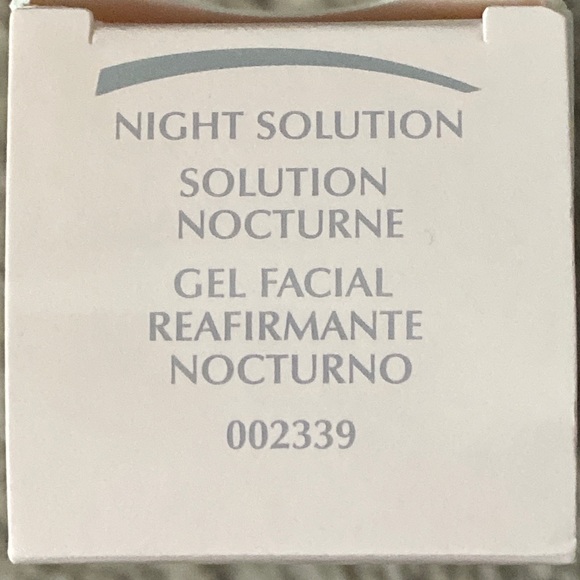 NIGHT SOLUTION
SOLUTION
NOCTURNE
GEL FACIAL
REAFIRMANTE
NOCTURNO
002339